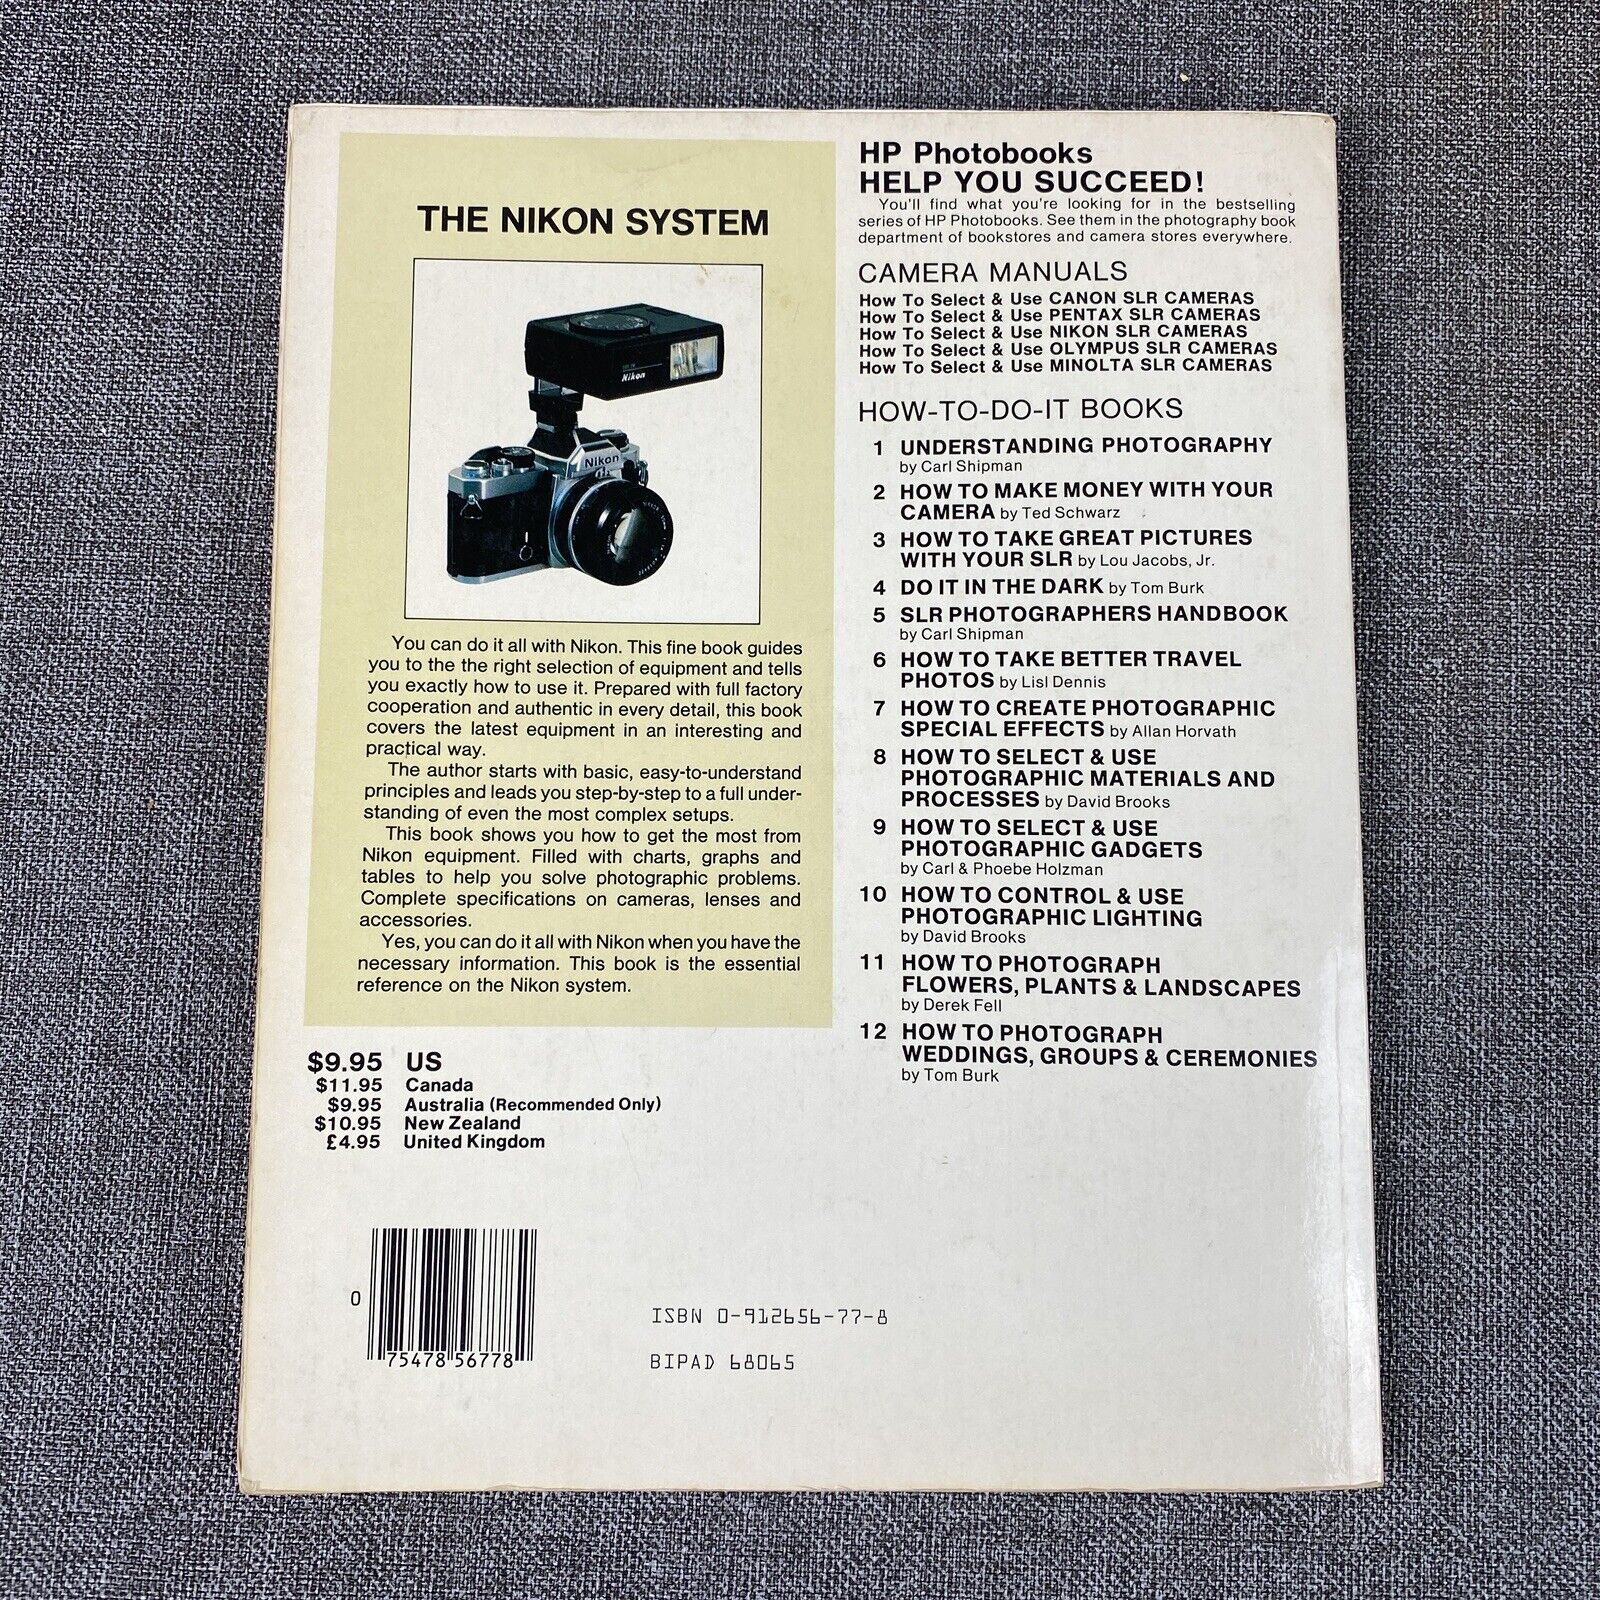 THE NIKON SYSTEM
Nikon
Nikon
You can do it all with Nikon. This fine book guides
you to the the right selection of equipment and tells
you exactly how to use it. Prepared with full factory
cooperation and authentic in every detail, this book
covers the latest equipment in an interesting and
practical way.
The author starts with basic, easy-to-understand
principles and leads you step-by-step to a full under-
standing of even the most complex setups.
This book shows you how to get the most from
Nikon equipment. Filled with charts, graphs and
tables to help you solve photographic problems.
Complete specifications on cameras, lenses and
accessories.
Yes, you can do it all with Nikon when you have the
necessary information. This book is the essential
reference on the Nikon system.
$9.95 US
$11.95 Canada
$9.95 Australia (Recommended Only)
$10.95 New Zealand
£4.95 United Kingdom
0
75478 56778
ISBN 0-912656-77-8
BIPAD 68065
HP Photobooks
HELP YOU SUCCEED!
You'll find what you're looking for in the bestselling
series of HP Photobooks. See them in the photography book
department of bookstores and camera stores everywhere.
CAMERA MANUALS
How To Select & Use CANON SLR CAMERAS
How To Select & Use PENTAX SLR CAMERAS
How To Select & Use NIKON SLR CAMERAS
How To Select & Use OLYMPUS SLR CAMERAS
How To Select & Use MINOLTA SLR CAMERAS
HOW-TO-DO-IT BOOKS
1 UNDERSTANDING PHOTOGRAPHY
by Carl Shipman
2 HOW TO MAKE MONEY WITH YOUR
CAMERA by Ted Schwarz
3 HOW TO TAKE GREAT PICTURES
WITH YOUR SLR by Lou Jacobs, Jr.
4 DO IT IN THE DARK by Tom Burk
5 SLR PHOTOGRAPHERS HANDBOOK
by Carl Shipman
6 HOW TO TAKE BETTER TRAVEL
PHOTOS by Lisl Dennis
7 HOW TO CREATE PHOTOGRAPHIC
SPECIAL EFFECTS by Allan Horvath
8 HOW TO SELECT & USE
PHOTOGRAPHIC MATERIALS AND
PROCESSES by David Brooks
9 HOW TO SELECT & USE
PHOTOGRAPHIC GADGETS
by Carl & Phoebe Holzman
10 HOW TO CONTROL & USE
PHOTOGRAPHIC LIGHTING
by David Brooks
11 HOW TO PHOTOGRAPH
FLOWERS, PLANTS & LANDSCAPES
by Derek Fell
12 HOW TO PHOTOGRAPH
WEDDINGS, GROUPS & CEREMONIES
by Tom Burk